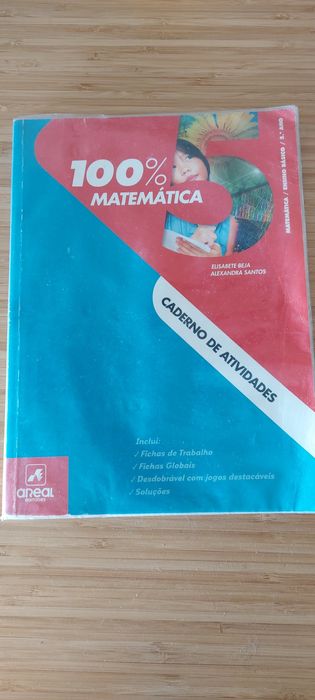 100%
MATEMÁTICA
5
MATEMÁTICA / ENSINO BÁSICO / 5.º ANO
ELISABETE BEJA
ALEXANDRA SANTOS
CADERNO DE ATIVIDADES
Inclui:
✓ Fichas de Trabalho
✓ Fichas Globais
✓ Desdobrável com jogos destacáveis
✓ Soluções
areal
EDITORES